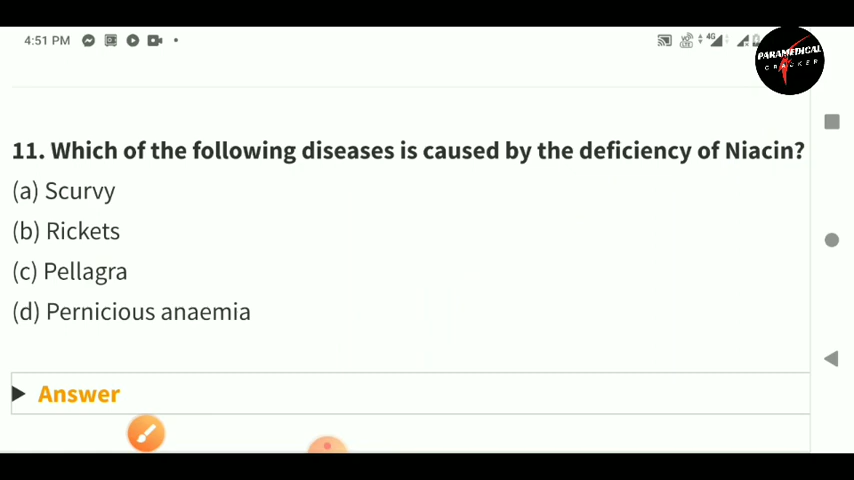 4:51 PM
4G
PARAMEDICAL
CRACKER
11. Which of the following diseases is caused by the deficiency of Niacin?
(a) Scurvy
(b) Rickets
(c) Pellagra
(d) Pernicious anaemia
Answer